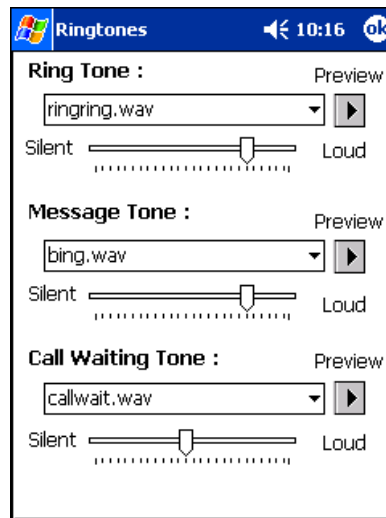 Ringtones 10:16 ok
Ring Tone : Preview
ringring.wav
Silent Loud
Message Tone : Preview
bing.wav
Silent Loud
Call Waiting Tone : Preview
callwait.wav
Silent Loud